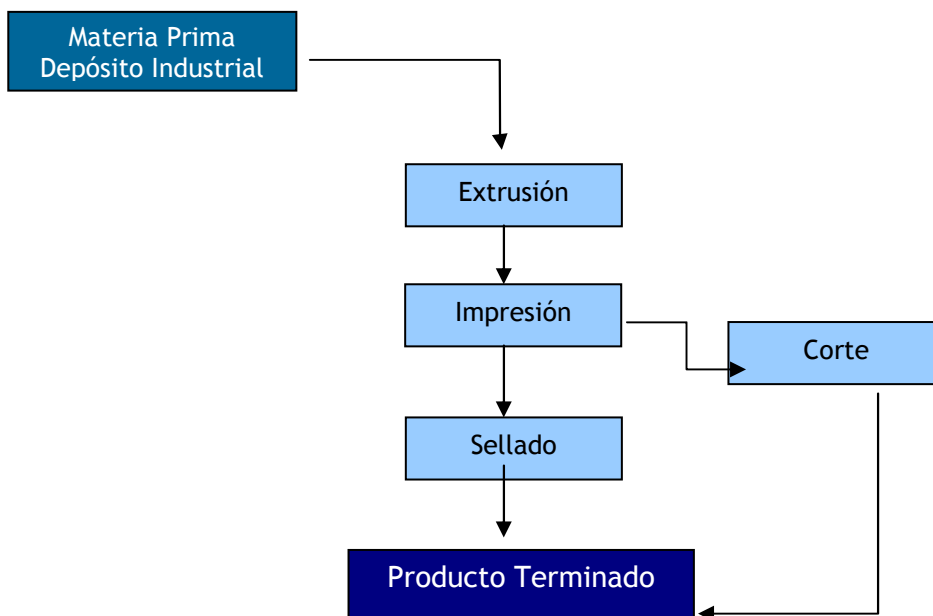 Materia Prima
Depósito Industrial
Extrusión
Impresión
Corte
Sellado
Producto Terminado